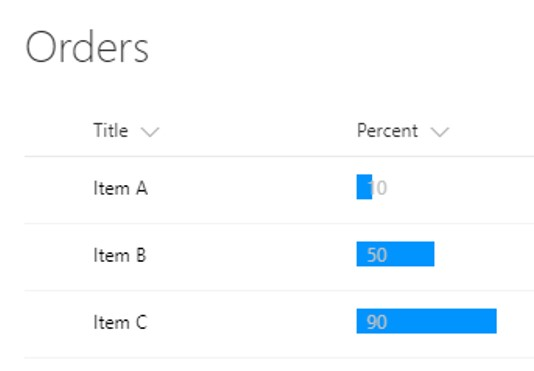 Orders
Title Percent
Item A 10
Item B 50
Item C 90